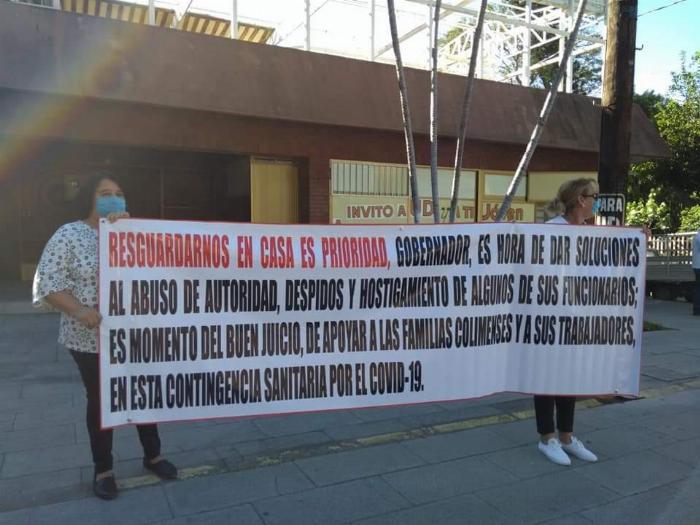 INVITO A
RESGUARDARNOS EN CASA ES PRIORIDAD, GOBERNADOR, ES HORA DE DAR SOLUCIONES
AL ABUSO DE AUTORIDAD, DESPIDOS Y HOSTIGAMIENTO DE ALGUNOS DE SUS FUNCIONARIOS;
ES MOMENTO DEL BUEN JUICIO, DE APOYAR A LAS FAMILIAS COLIMENSES Y A SUS TRABAJADORES,
EN ESTA CONTINGENCIA SANITARIA POR EL COVID-19.